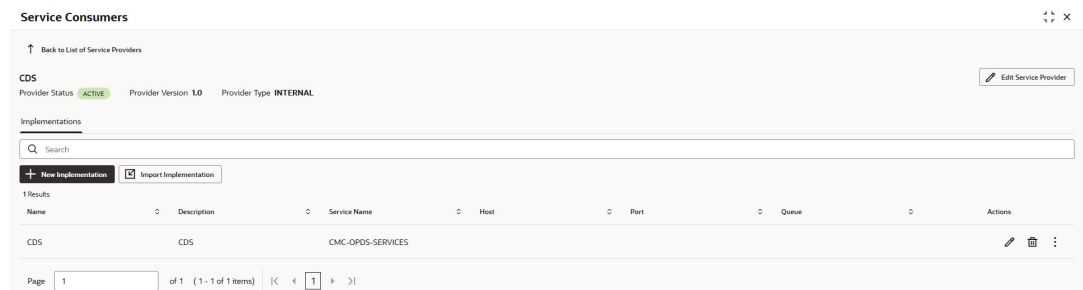 Service Consumers
Back to List of Service Providers
CDS
Edit Service Provider
Provider Status ACTIVE Provider Version 1.0 Provider Type INTERNAL
Implementations
Search
New Implementation Import Implementation
1 Results
Name Description Service Name Host Port Queue Actions
CDS CDS CMC-OPDS-SERVICES
Page 1 of 1 ( 1 - 1 of 1 items) 1